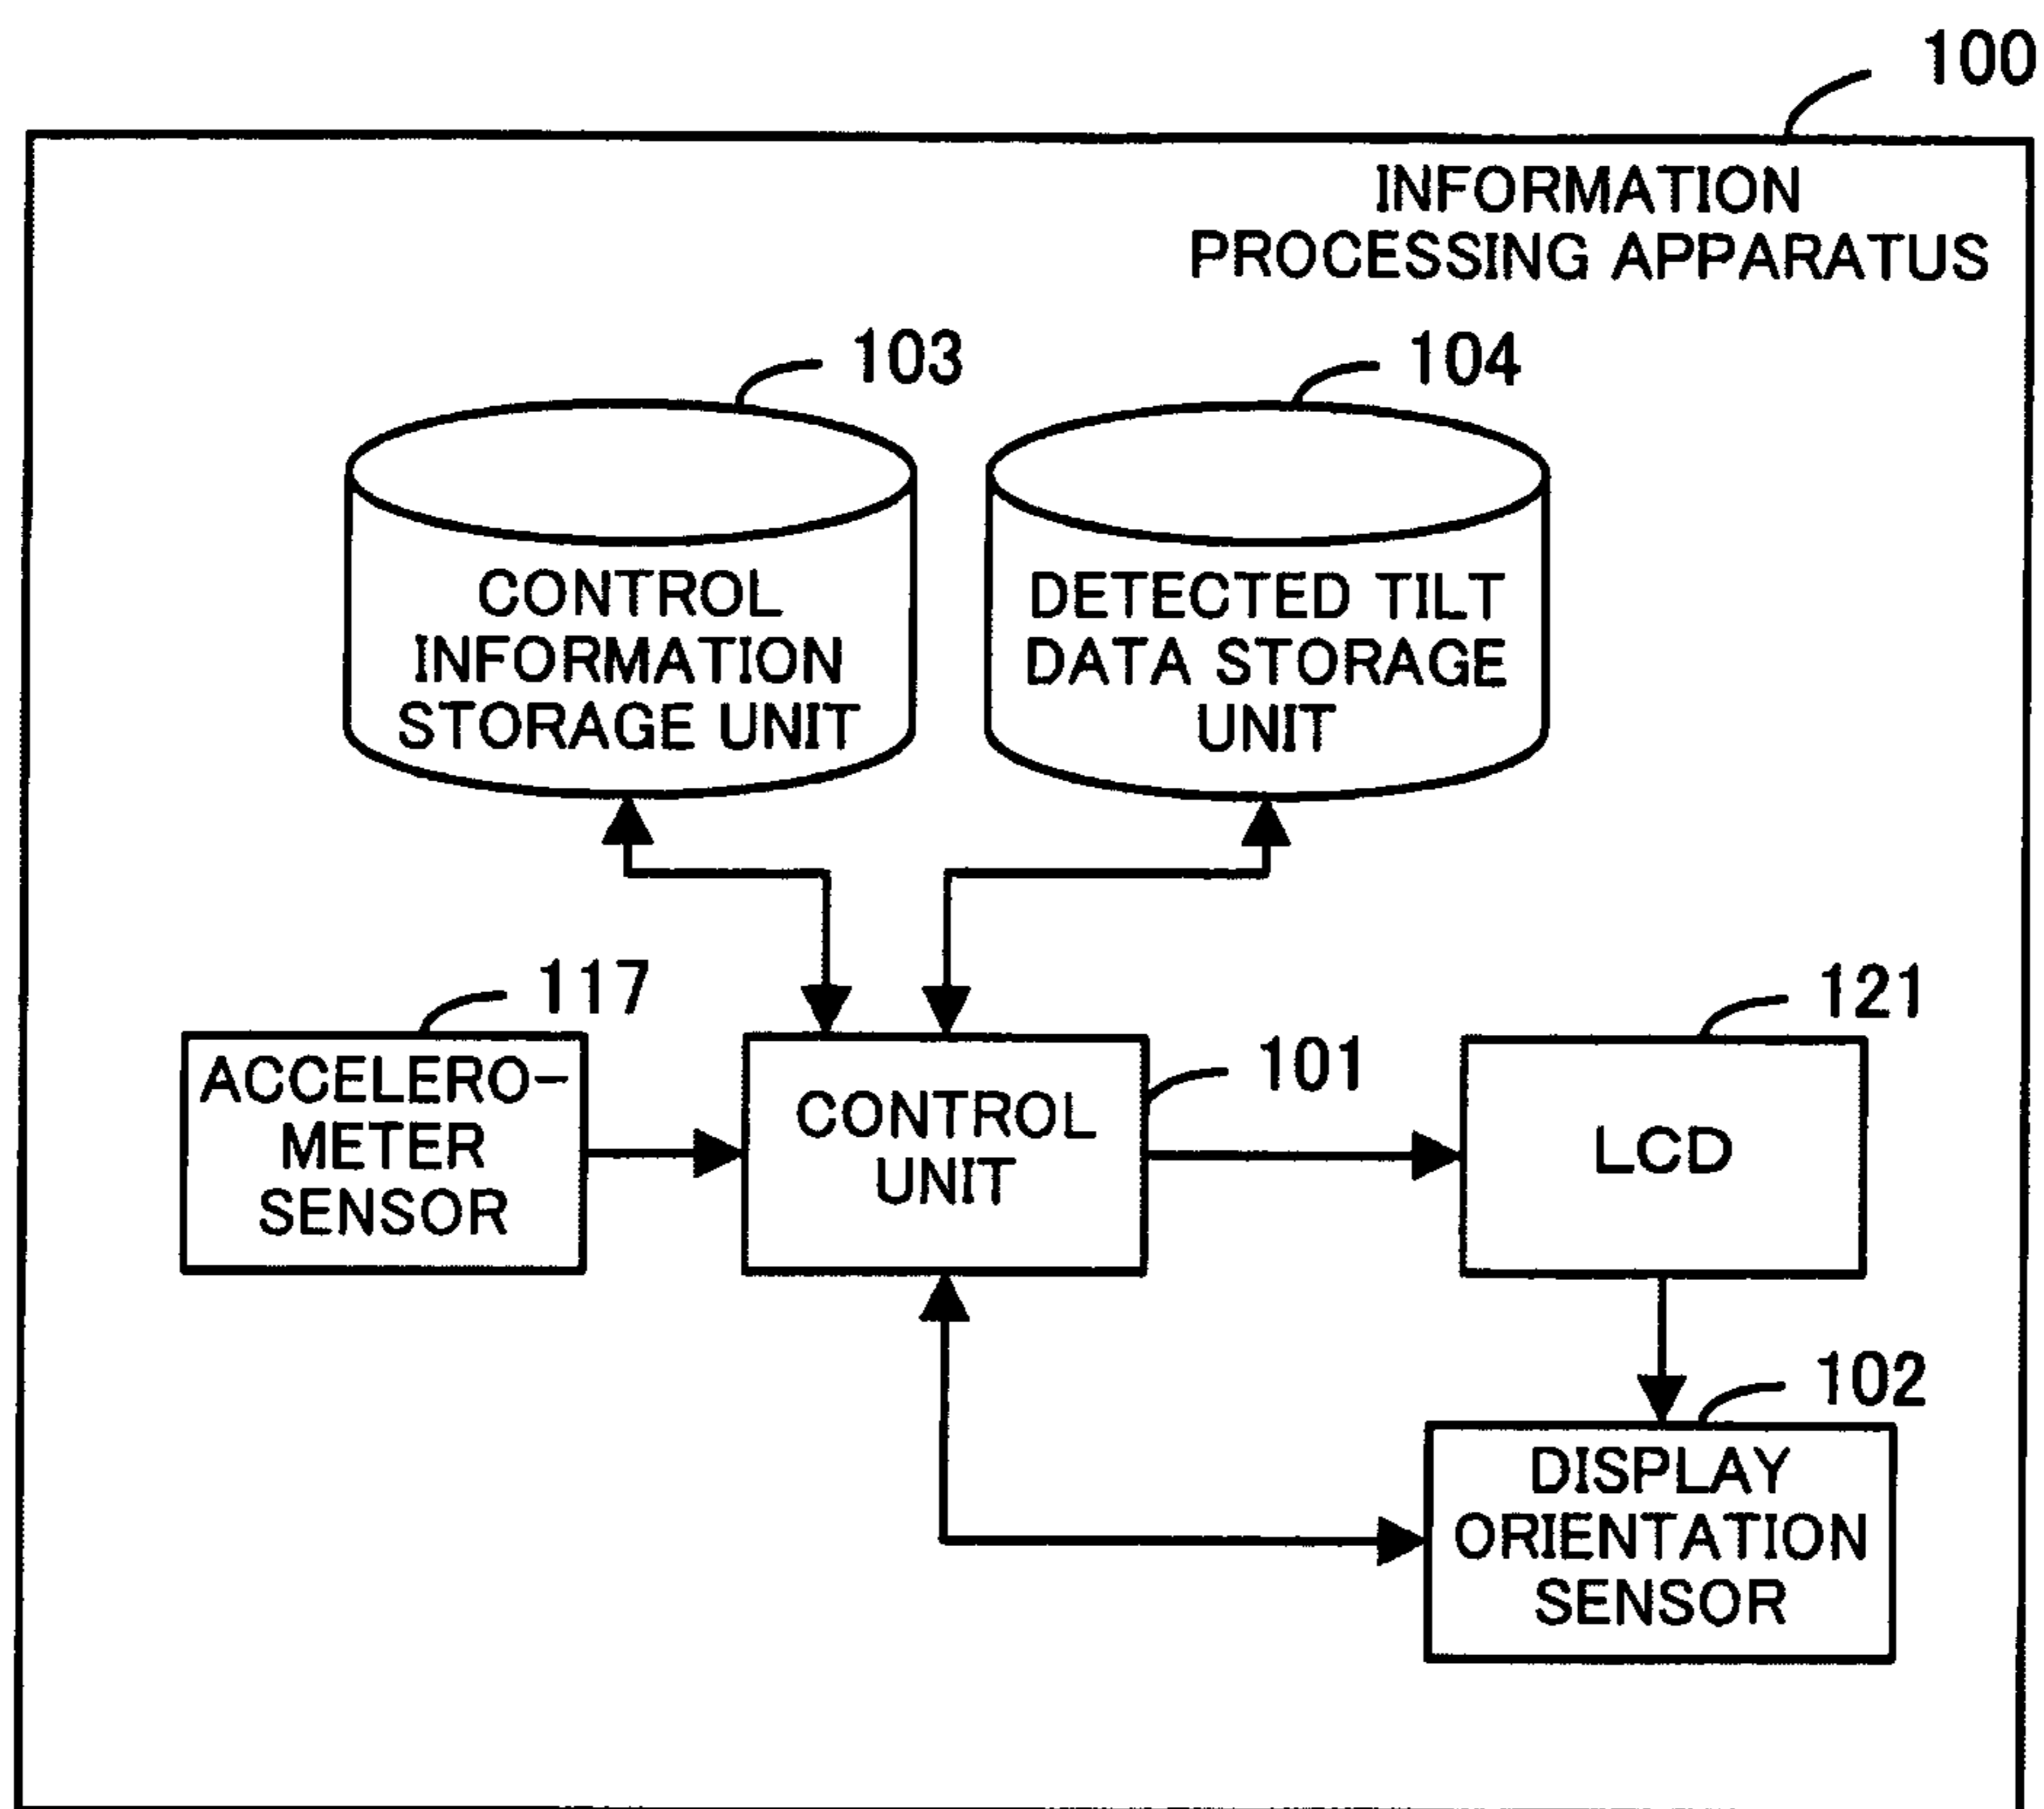 100
INFORMATION
PROCESSING APPARATUS
103
104
CONTROL
INFORMATION
STORAGE UNIT
DETECTED TILT
DATA STORAGE
UNIT
117
ACCELERO-
METER
SENSOR
101
CONTROL
UNIT
121
LCD
102
DISPLAY
ORIENTATION
SENSOR